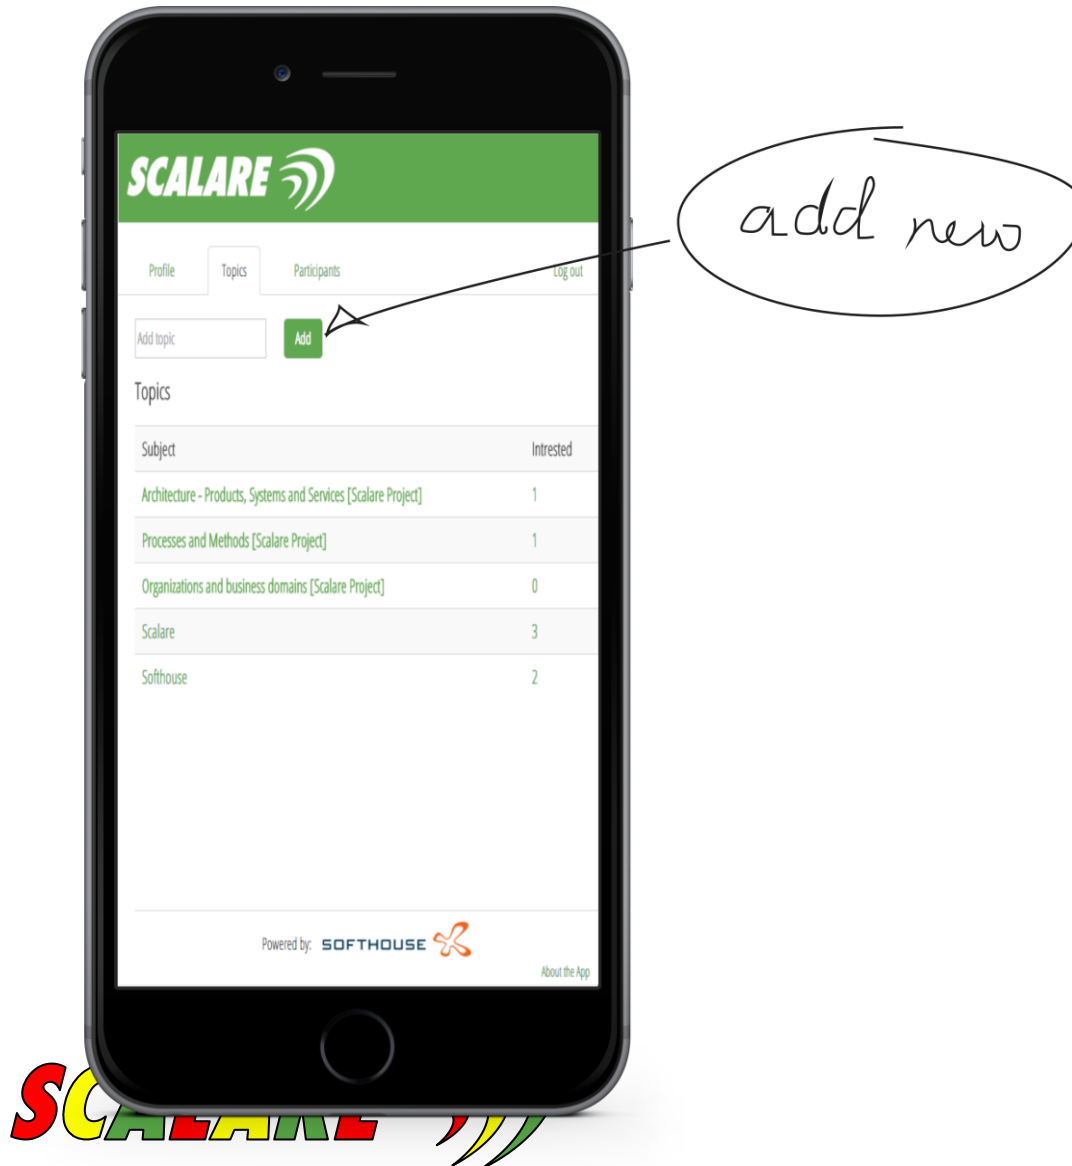 SCALARE
add new
Profile Topics Participants Log out
Add topic Add
Topics
Subject Intrested
Architecture - Products, Systems and Services [Scalare Project] 1
Processes and Methods [Scalare Project] 1
Organizations and business domains [Scalare Project] 0
Scalare 3
Softhouse 2
Powered by: SOFTHOUSE
About the App
SCALARE